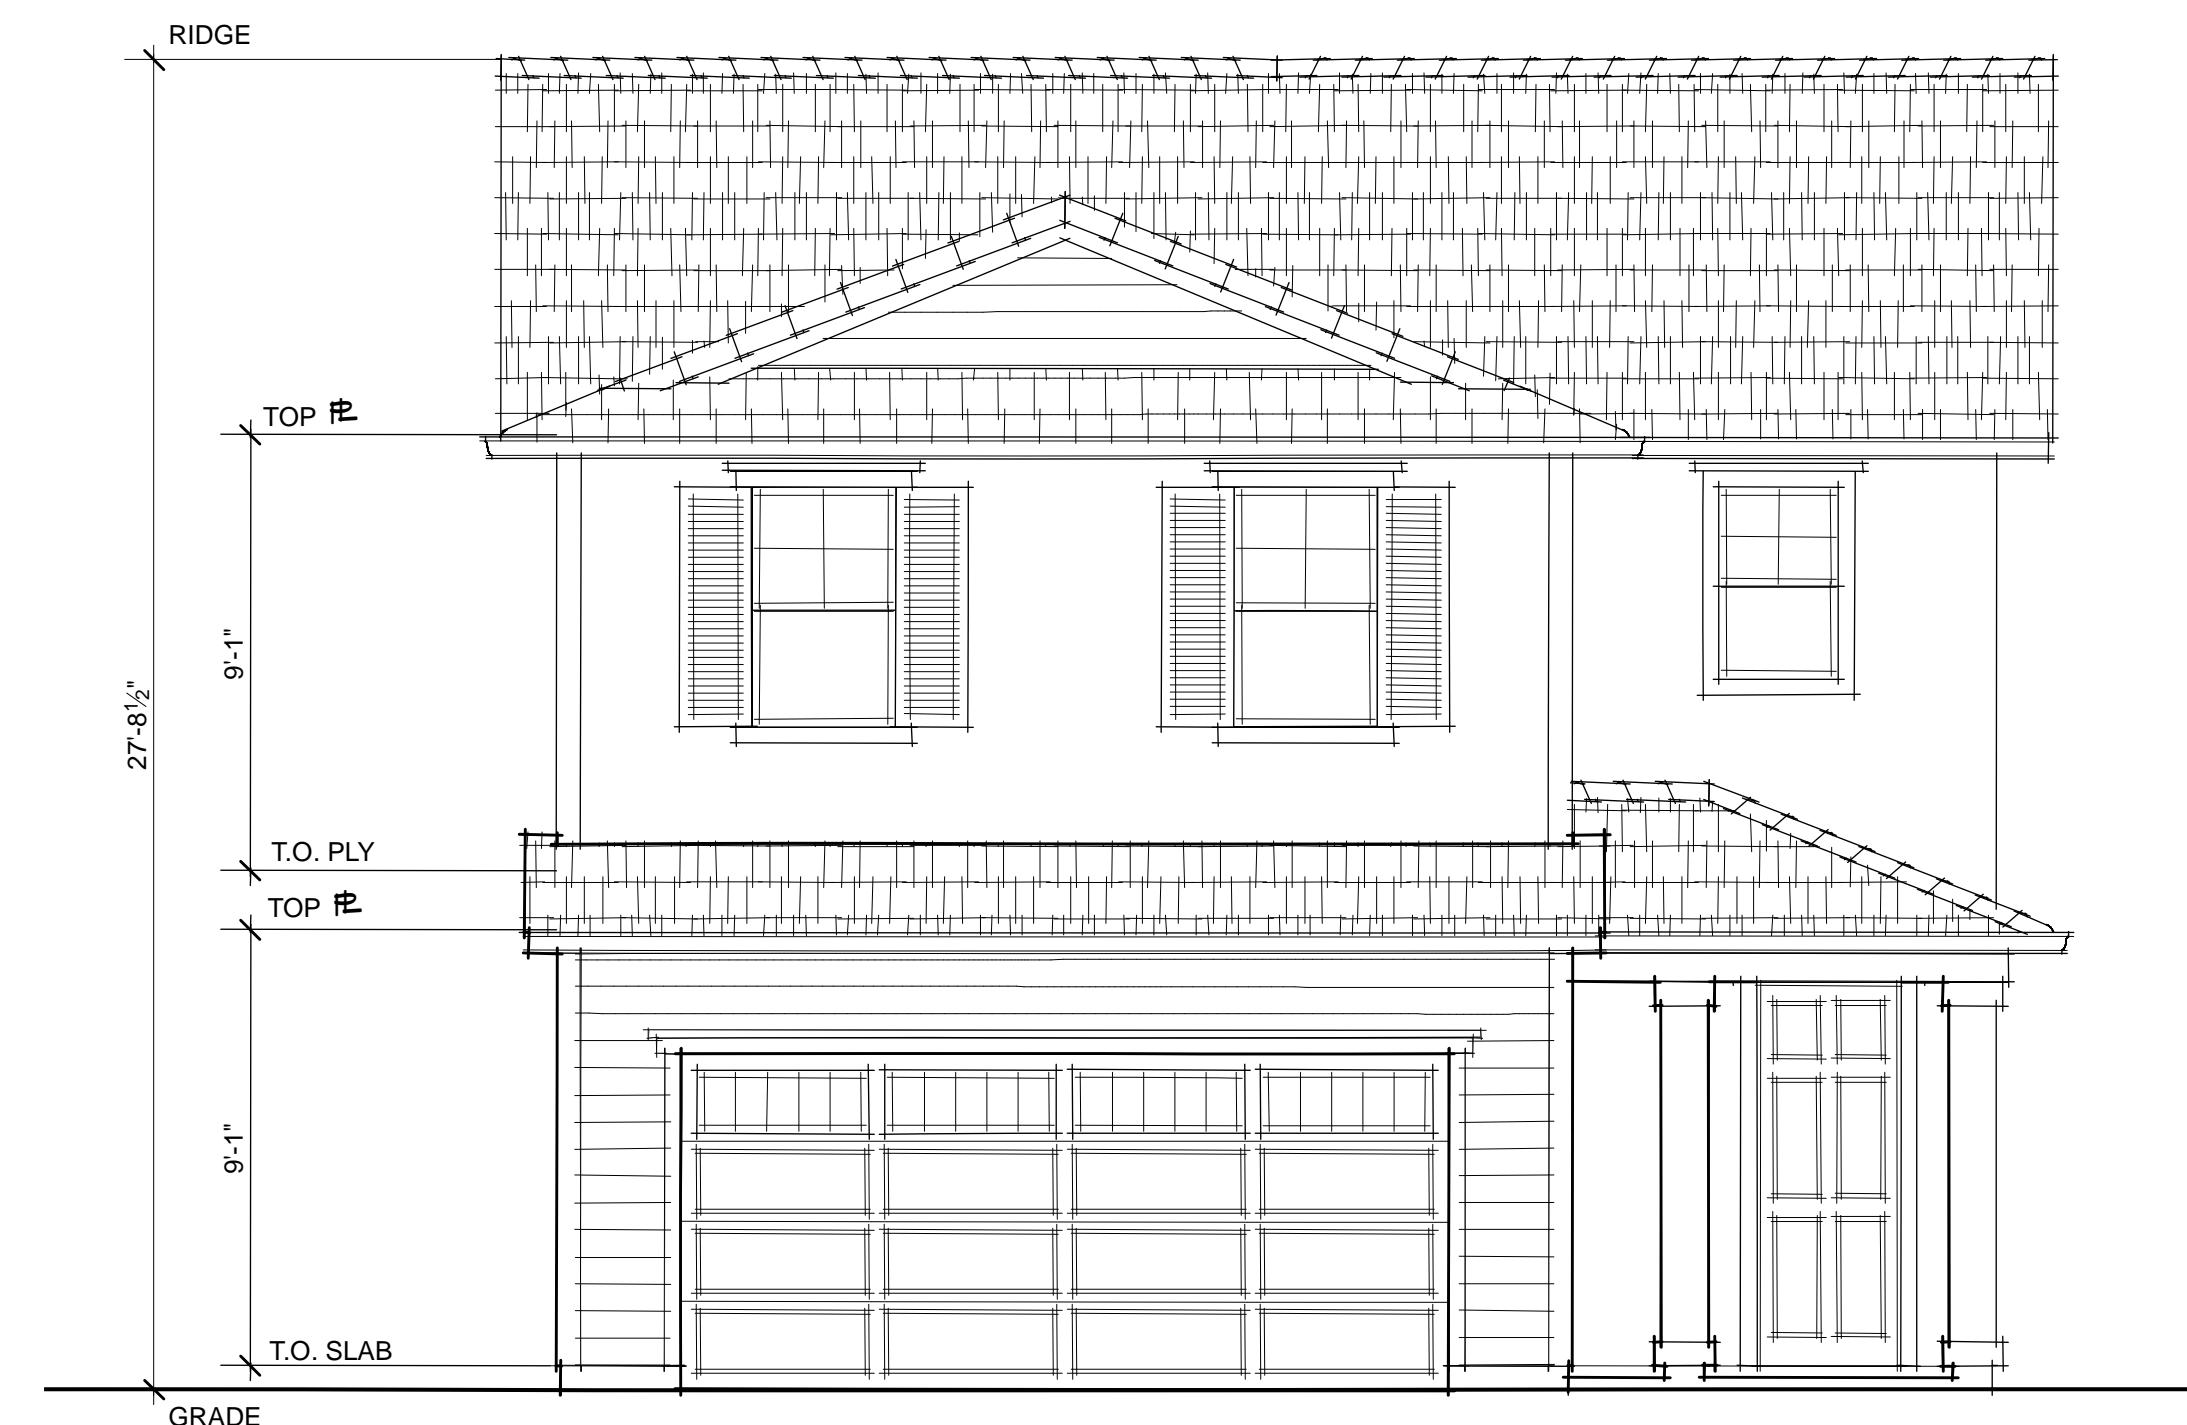 RIDGE
TOP PL
9'-1"
27'-8½"
T.O. PLY
TOP PL
9'-1"
T.O. SLAB
GRADE